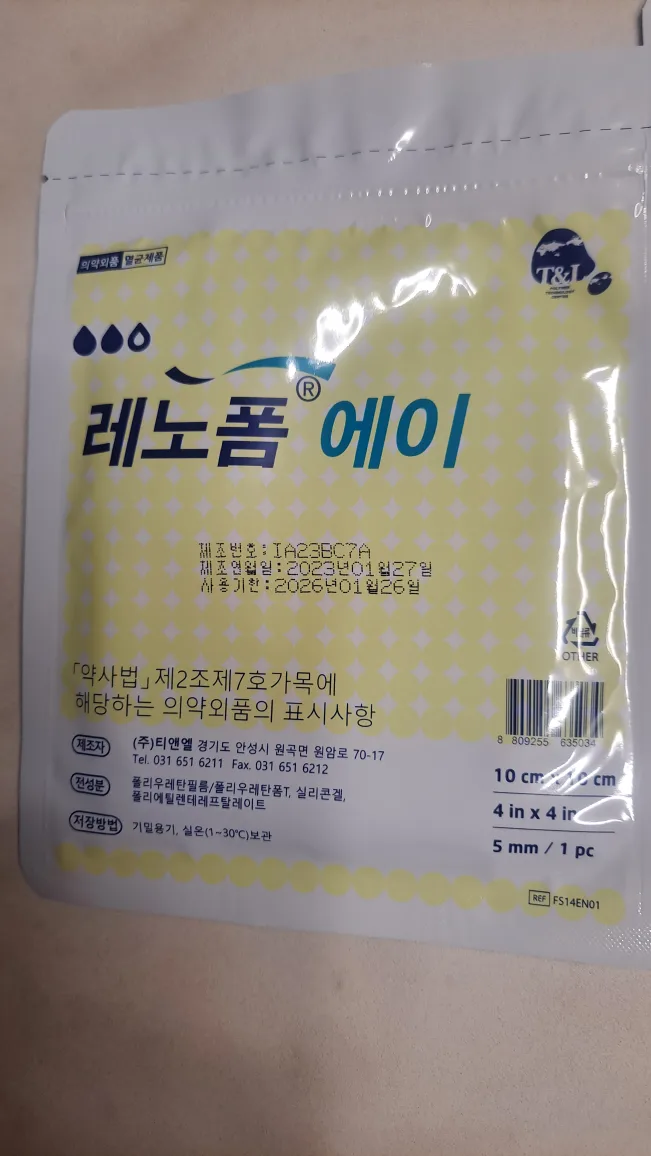 의약외품 멸균제품
T&L
레노폼® 에이
제조번호:IA23BC7A
제조연월일:2023년01월27일
사용기한:2026년01월26일
「약사법」제2조제7호가목에
해당하는 의약외품의 표시사항
제조자 (주)티앤엘 경기도 안성시 원곡면 원암로 70-17
Tel. 031 651 6211 Fax. 031 651 6212
전성분 폴리우레탄필름/폴리우레탄폼T, 실리콘겔,
폴리에틸렌테레프탈레이트
저장방법 기밀용기, 실온(1~30℃)보관
OTHER
8 809255 635034
10 cm x 10 cm
4 in x 4 in
5 mm / 1 pc
REF FS14EN01